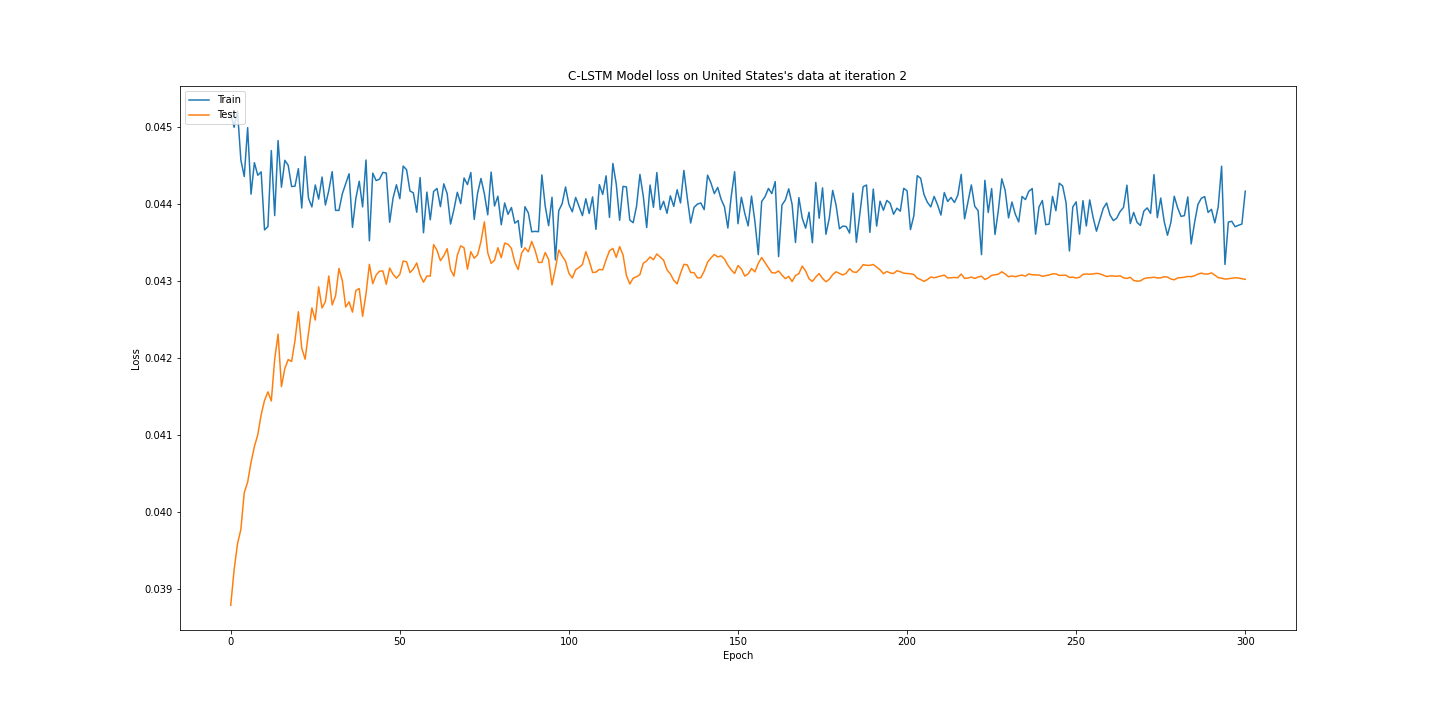 C-LSTM Model loss on United States's data at iteration 2
Train
Test
0.045
0.044
0.043
0.042
0.041
0.040
0.039
Loss
0 50 100 150 200 250 300
Epoch